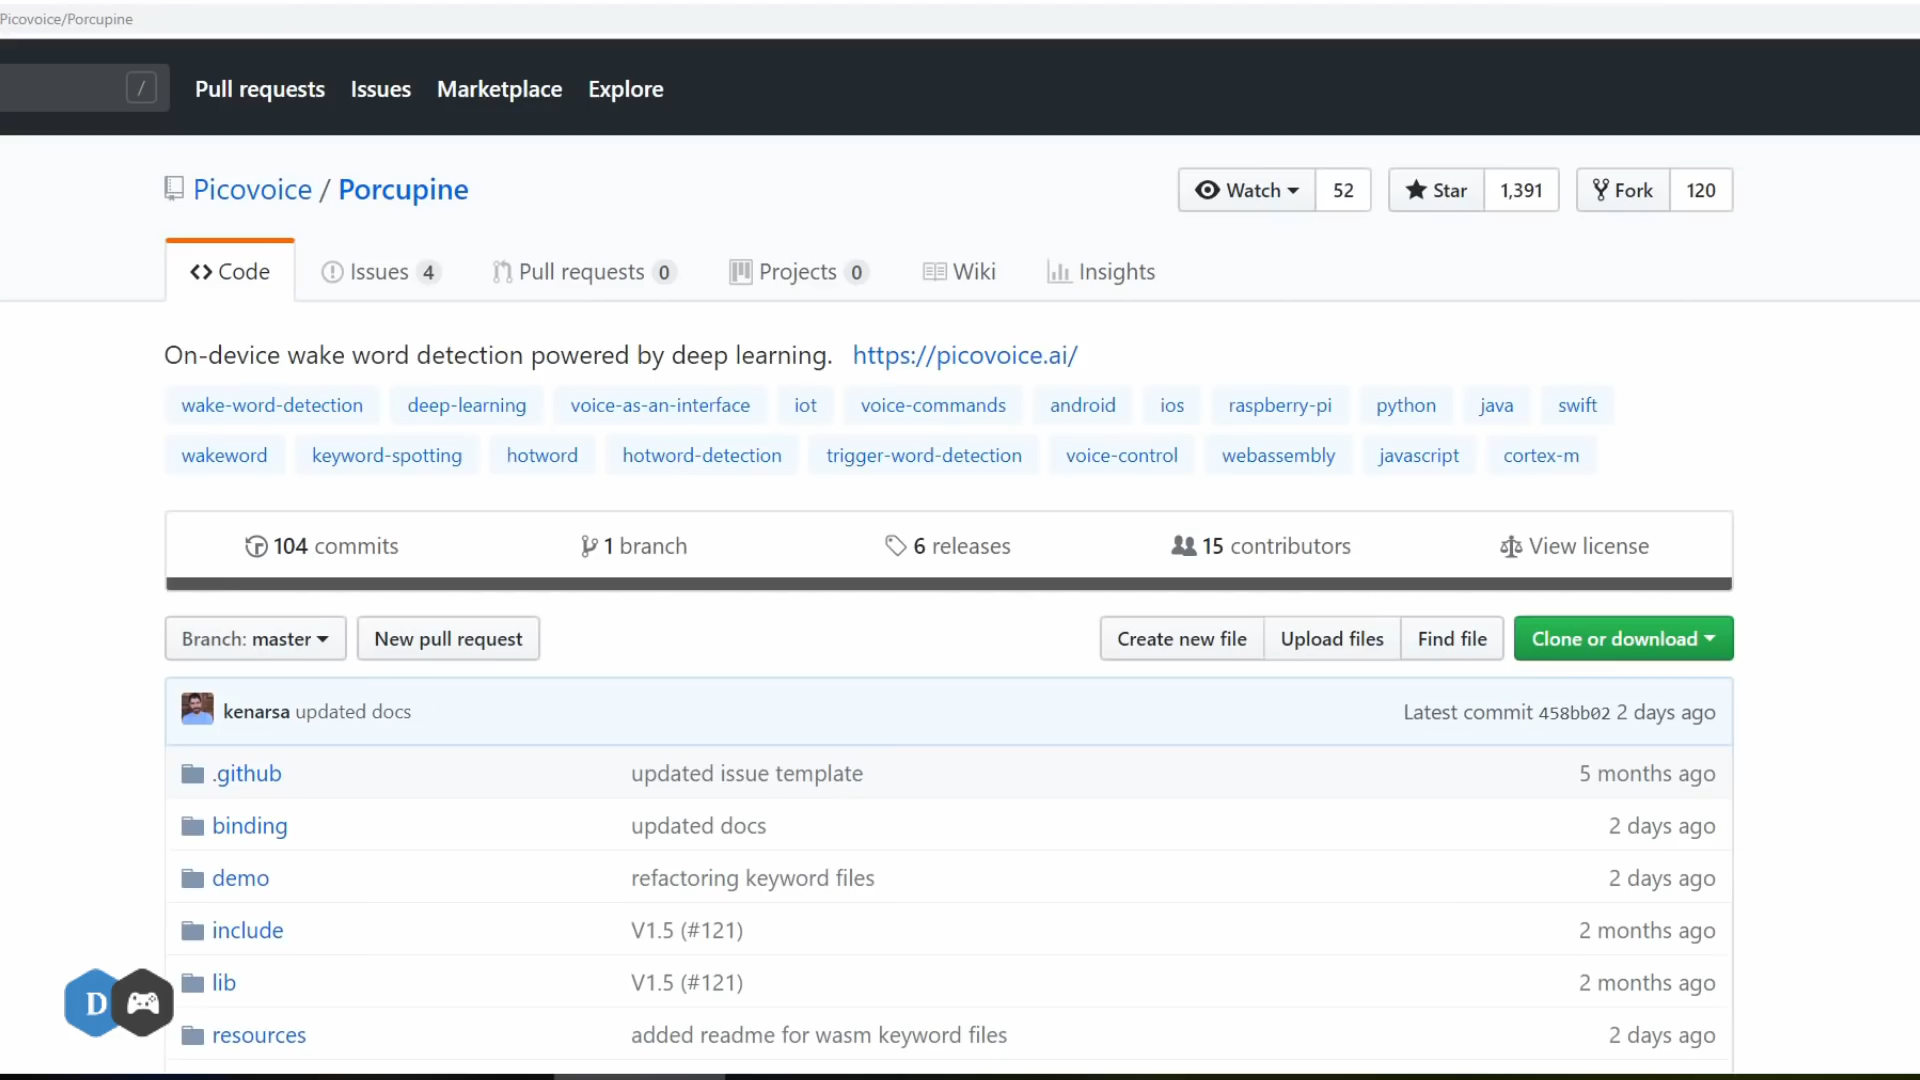 Picovoice/Porcupine
/ Pull requests Issues Marketplace Explore
Picovoice / Porcupine Watch 52 Star 1,391 Fork 120
Code Issues 4 Pull requests 0 Projects 0 Wiki Insights
On-device wake word detection powered by deep learning. https://picovoice.ai/
wake-word-detection deep-learning voice-as-an-interface iot voice-commands android ios raspberry-pi python java swift
wakeword keyword-spotting hotword hotword-detection trigger-word-detection voice-control webassembly javascript cortex-m
104 commits 1 branch 6 releases 15 contributors View license
Branch: master New pull request Create new file Upload files Find file Clone or download
kenarsa updated docs Latest commit 458bb02 2 days ago
.github updated issue template 5 months ago
binding updated docs 2 days ago
demo refactoring keyword files 2 days ago
include V1.5 (#121) 2 months ago
lib V1.5 (#121) 2 months ago
D
resources added readme for wasm keyword files 2 days ago